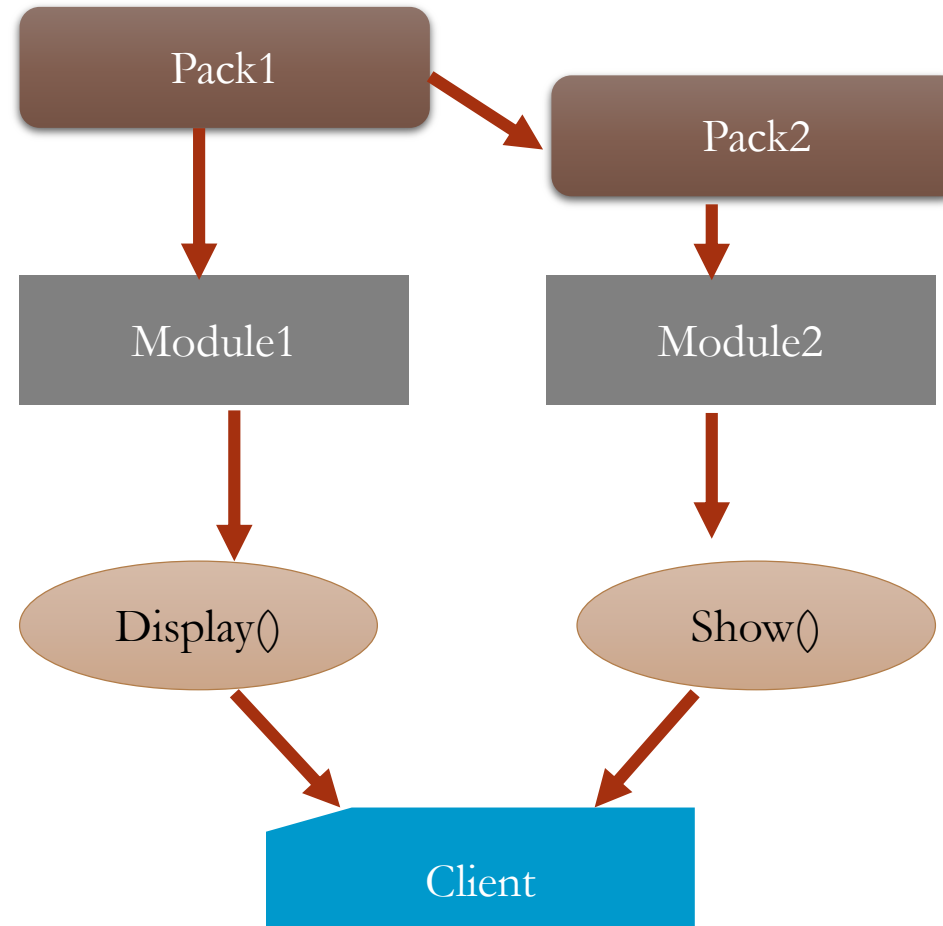 Pack1
Pack2
Module1
Module2
Display()
Show()
Client